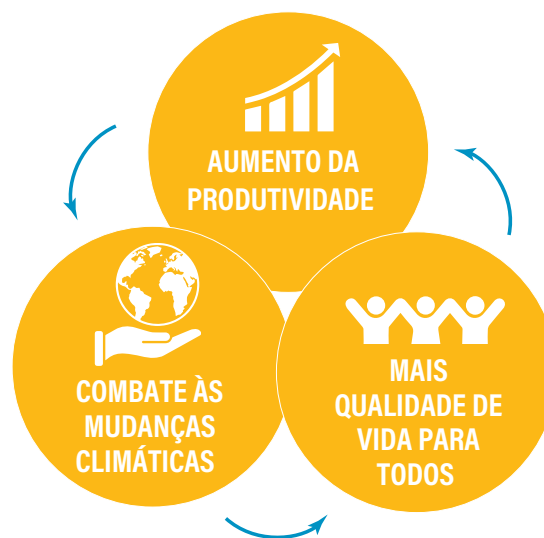 AUMENTO DA
PRODUTIVIDADE
COMBATE ÀS
MUDANÇAS
CLIMÁTICAS
MAIS
QUALIDADE DE
VIDA PARA
TODOS